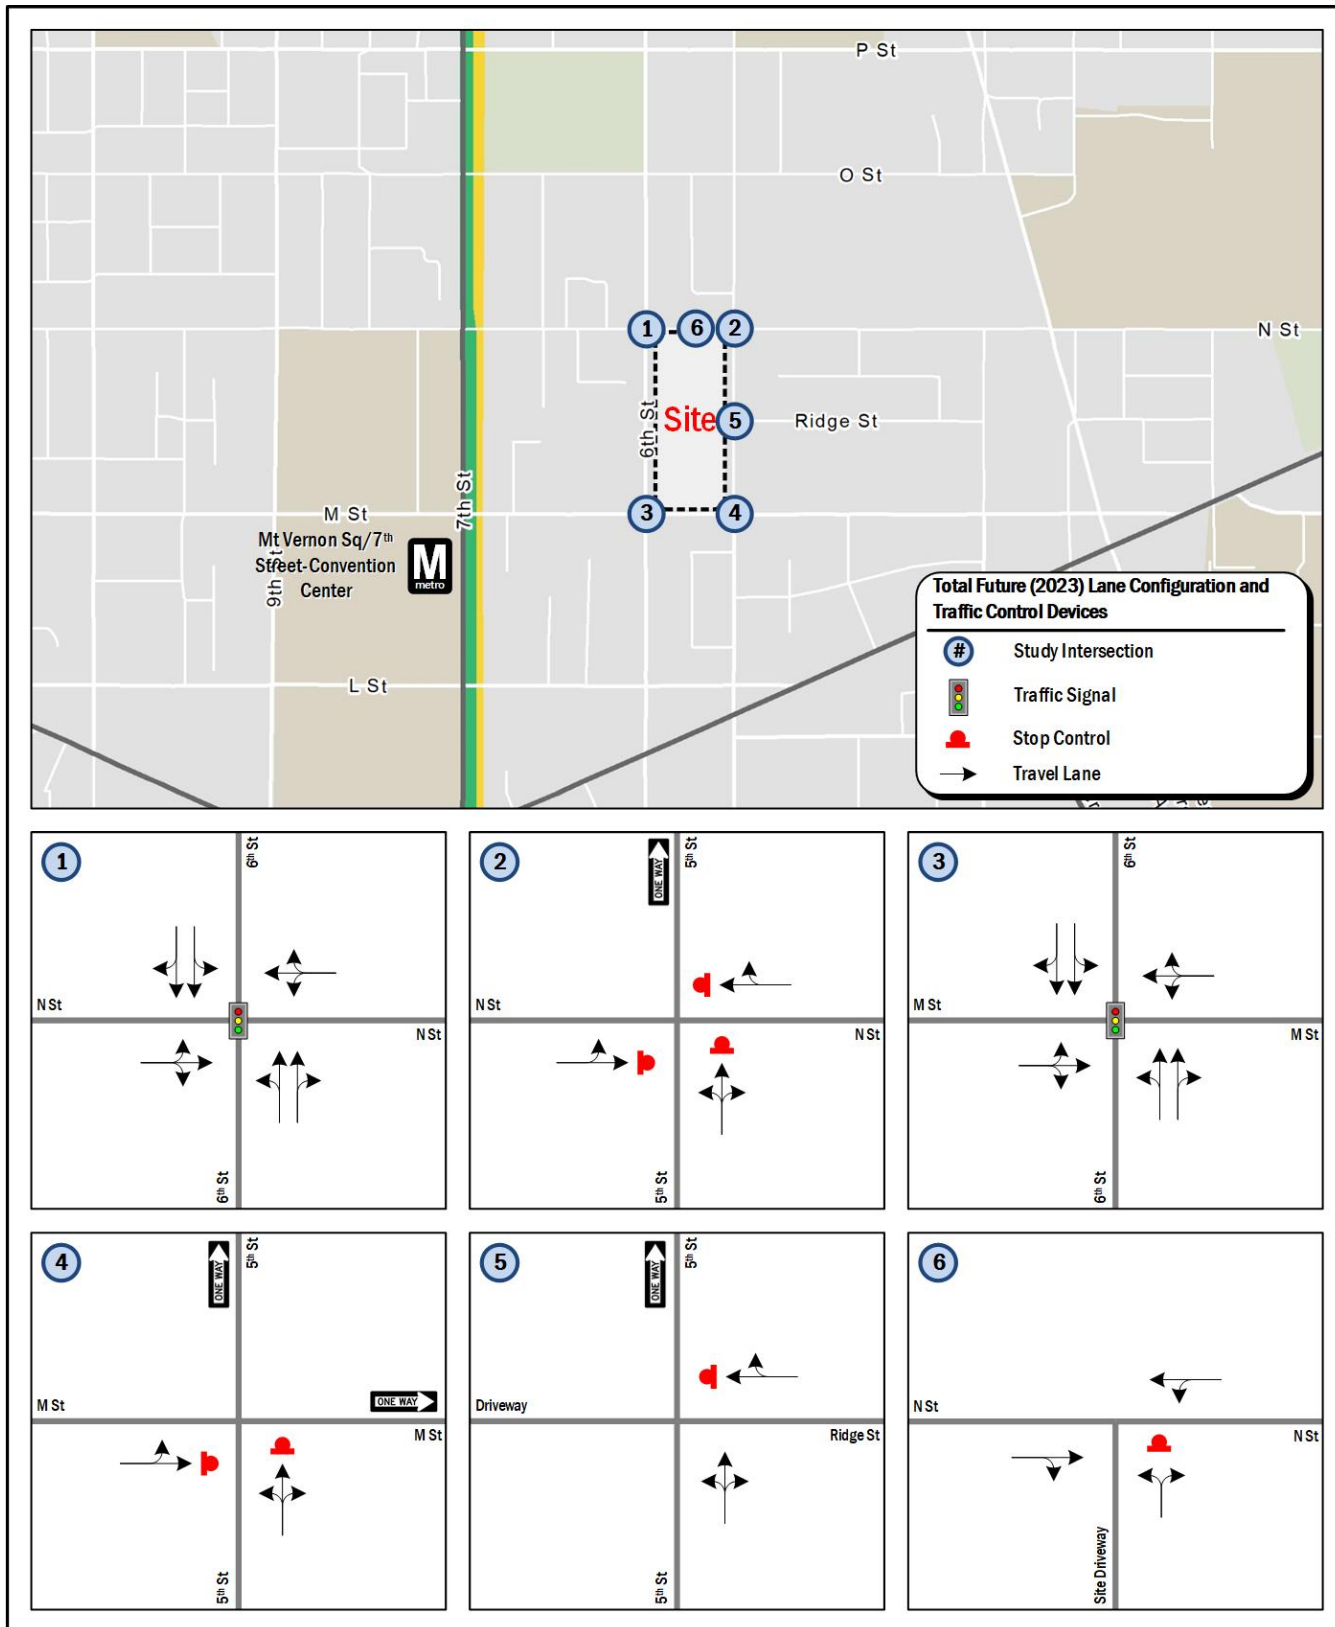 P St
O St
1
6
2
N St
6th St
Site
5
Ridge St
7th St
M St
3
4
Mt Vernon Sq/7th
Street-Convention
Center
M
metro
9th St
L St
Total Future (2023) Lane Configuration and
Traffic Control Devices
# Study Intersection
Traffic Signal
Stop Control
Travel Lane
1
6th St
N St
N St
6th St
2
ONE WAY
5th St
N St
N St
5th St
3
6th St
M St
M St
6th St
4
ONE WAY
5th St
M St
ONE WAY
M St
5th St
5
ONE WAY
5th St
Driveway
Ridge St
5th St
6
N St
N St
Site Driveway